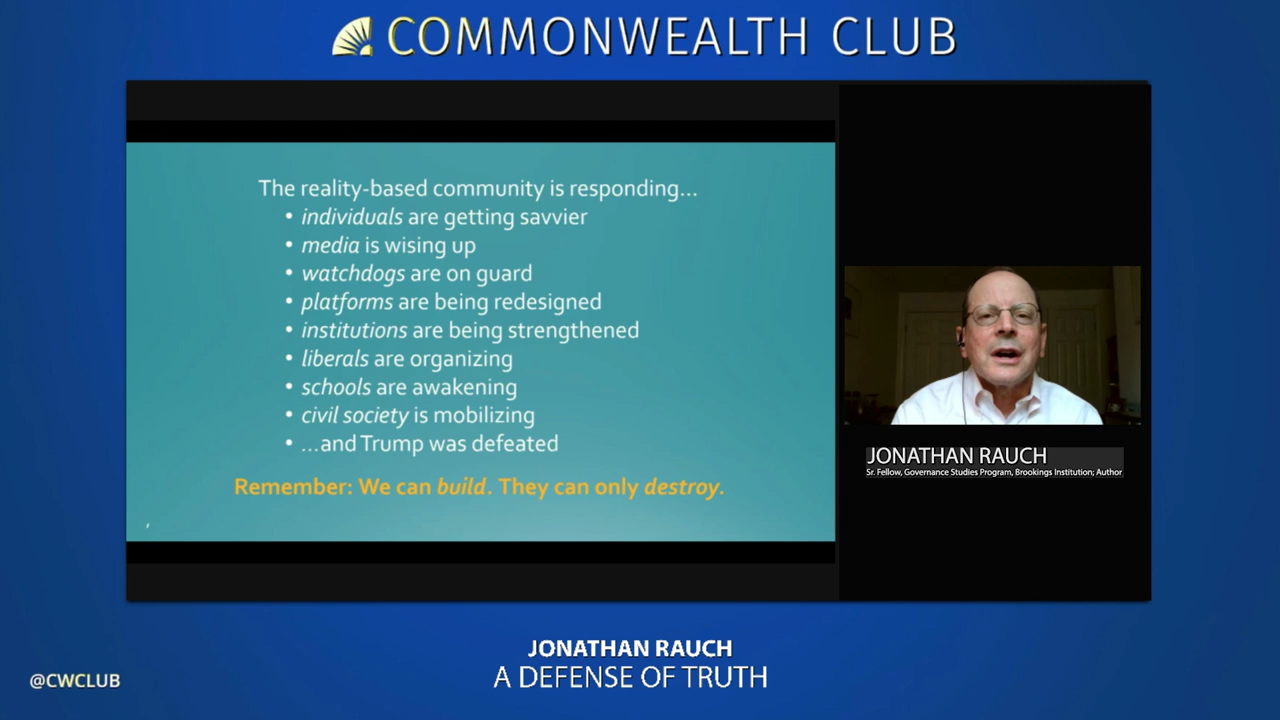 COMMONWEALTH CLUB
The reality-based community is responding...
• individuals are getting savvier
• media is wising up
• watchdogs are on guard
• platforms are being redesigned
• institutions are being strengthened
• liberals are organizing
• schools are awakening
• civil society is mobilizing
• ...and Trump was defeated
Remember: We can build. They can only destroy.
JONATHAN RAUCH
Sr. Fellow, Governance Studies Program, Brookings Institution; Author
JONATHAN RAUCH
A DEFENSE OF TRUTH
@CWCLUB